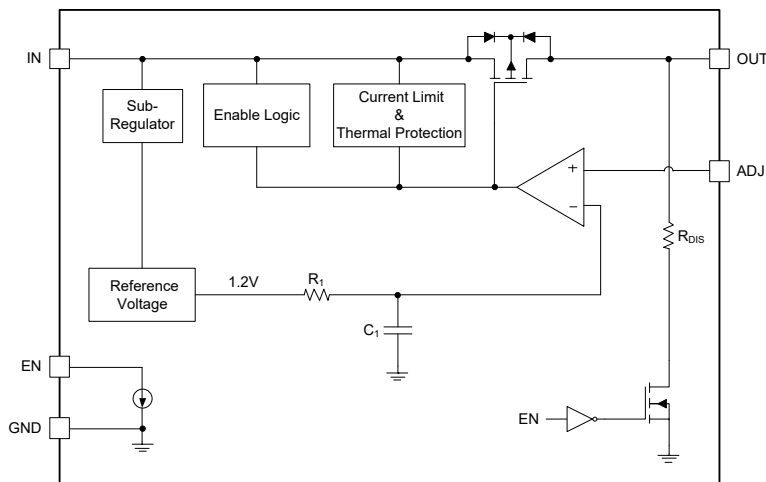 IN
OUT
Sub-
Regulator
Enable Logic
Current Limit
&
Thermal Protection
+
−
ADJ
RDIS
Reference
Voltage
1.2V
R1
C1
EN
GND
EN